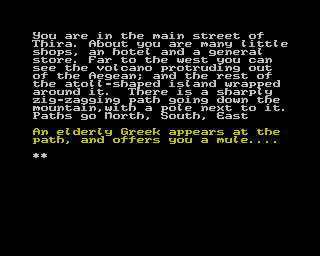 You are in the main street of
Thira. About you are many little
shops, an hotel and a general
store. Far to the west you can
see the volcano protruding out
of the Aegean; and the rest of
the atoll-shaped island wrapped
around it.  There is a sharply
zig-zagging path going down the
mountain,with a pole next to it.
Paths go North, South, East
An elderly Greek appears at the
path, and offers you a mule....
**